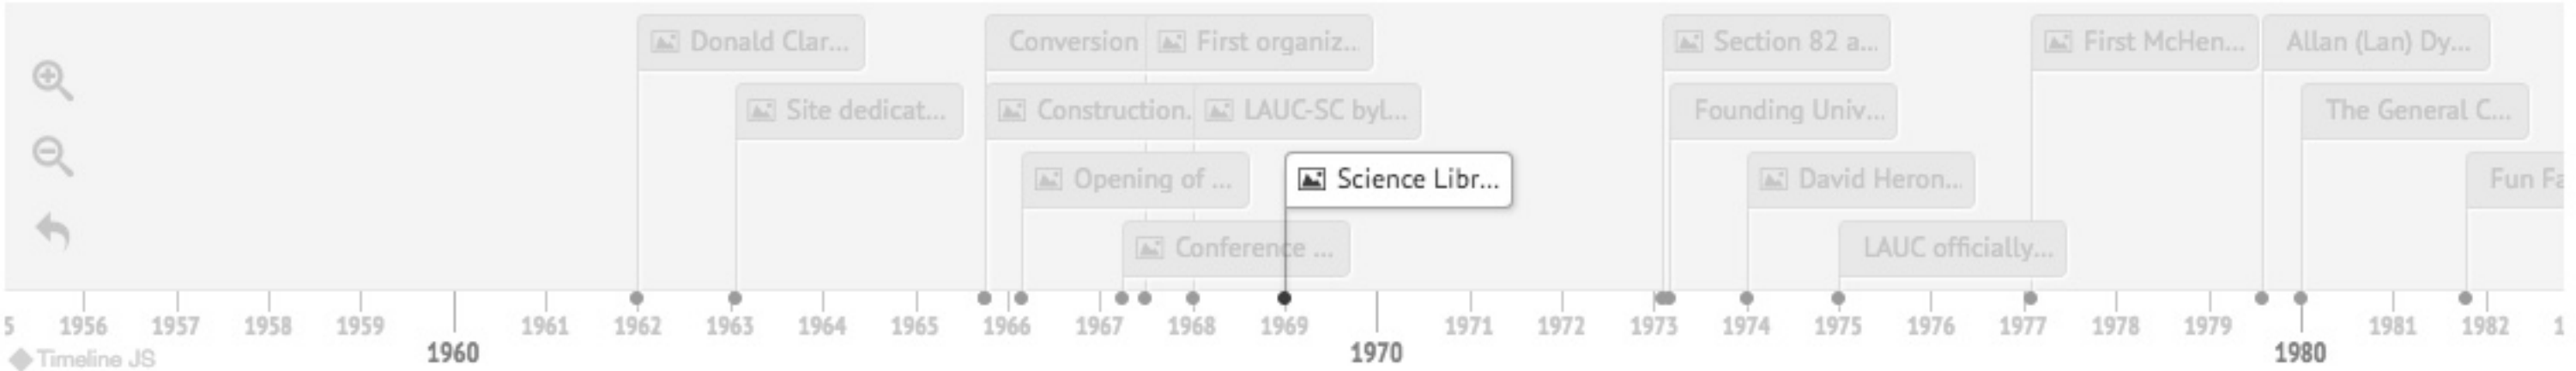 Donald Clar...
Conversion
First organiz..
Section 82 a...
First McHen...
Allan (Lan) Dy...
Site dedicat...
Construction.
LAUC-SC byl...
Founding Univ...
The General C...
Opening of ...
Science Libr...
David Heron...
Fun Fa
Conference ...
LAUC officially...
5 1956 1957 1958 1959 1961 1962 1963 1964 1965 1966 1967 1968 1969 1971 1972 1973 1974 1975 1976 1977 1978 1979 1981 1982 1
1960 1970 1980
Timeline JS